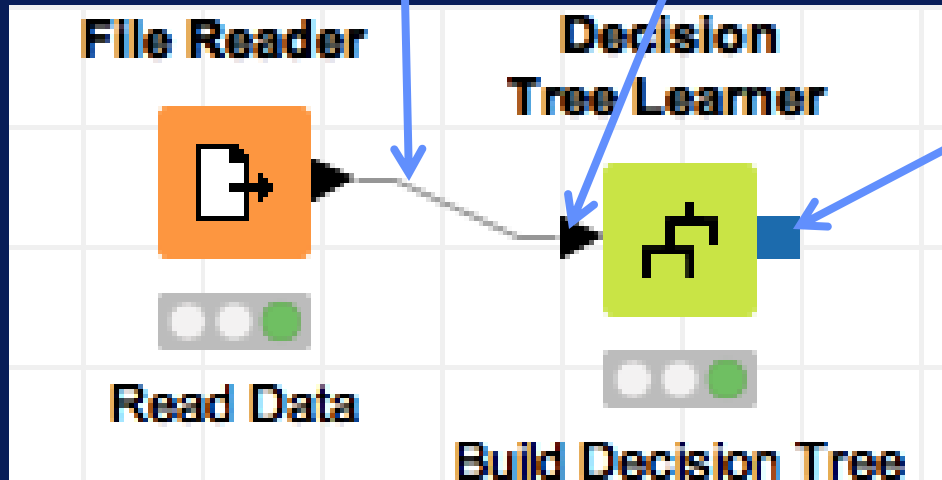 File Reader
Decision
Tree Learner
Read Data
Build Decision Tree